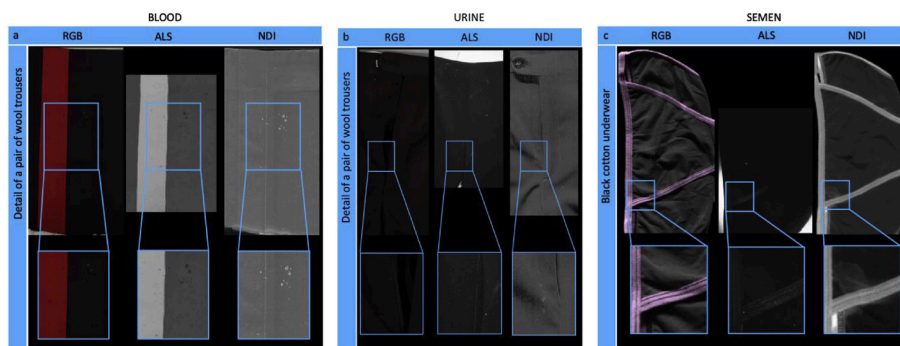 BLOOD
a RGB ALS NDI
Detail of a pair of wool trousers
URINE
b RGB ALS NDI
Detail of a pair of wool trousers
SEMEN
c RGB ALS NDI
Black cotton underwear